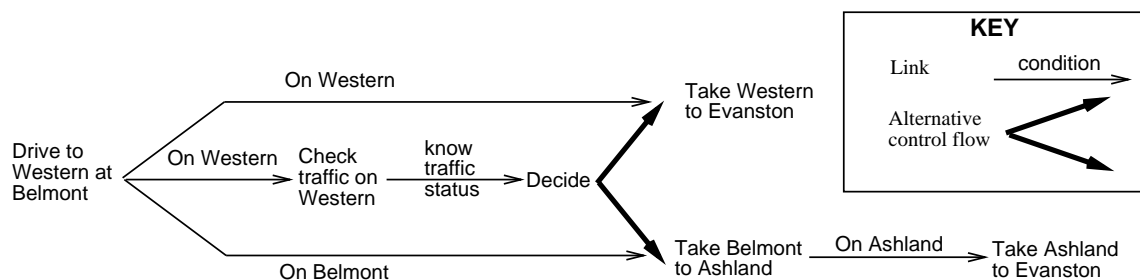 KEY
Link
condition
Alternative
control flow
On Western
Take Western
to Evanston
Drive to
Western at
Belmont
On Western
Check
traffic on
Western
know
traffic
status
Decide
On Belmont
Take Belmont
to Ashland
On Ashland
Take Ashland
to Evanston